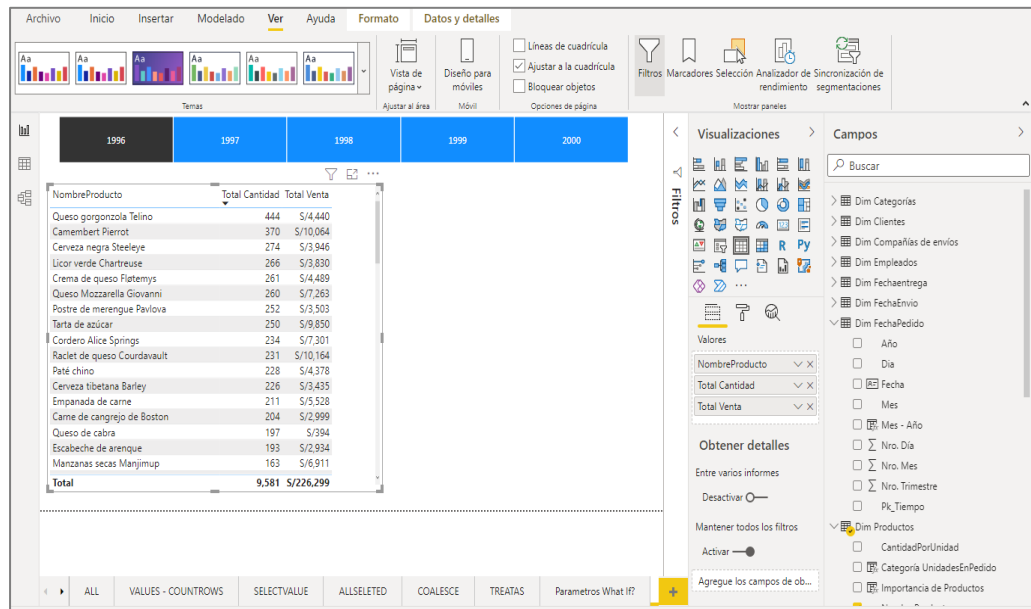 Archivo Inicio Insertar Modelado Ver Ayuda Formato Datos y detalles
Aa Aa Aa Aa Aa Aa
Temas
Vista de página
Ajustar al área
Diseño para móviles
Móvil
Líneas de cuadrícula
Ajustar a la cuadrícula
Bloquear objetos
Opciones de página
Filtros
Marcadores
Selección
Analizador de rendimiento
Sincronización de segmentaciones
Mostrar paneles
1996 1997 1998 1999 2000
NombreProducto Total Cantidad Total Venta
Queso gorgonzola Telino 444 S/4,440
Camembert Pierrot 370 S/10,064
Cerveza negra Steeleye 274 S/3,946
Licor verde Chartreuse 266 S/3,830
Crema de queso Fløtemys 261 S/4,489
Queso Mozzarella Giovanni 260 S/7,263
Postre de merengue Pavlova 252 S/3,503
Tarta de azúcar 250 S/9,850
Cordero Alice Springs 234 S/7,301
Raclet de queso Courdavault 231 S/10,164
Paté chino 228 S/4,378
Cerveza tibetana Barley 226 S/3,435
Empanada de carne 211 S/5,528
Carne de cangrejo de Boston 204 S/2,999
Queso de cabra 197 S/394
Escabeche de arenque 193 S/2,934
Manzanas secas Manjimup 163 S/6,911
Total 9,581 S/226,299
Filtros
Visualizaciones
R Py
Valores
NombreProducto
Total Cantidad
Total Venta
Obtener detalles
Entre varios informes
Desactivar
Mantener todos los filtros
Activar
Agregue los campos de ob...
Campos
Buscar
Dim Categorías
Dim Clientes
Dim Compañías de envíos
Dim Empleados
Dim Fechaentrega
Dim FechaEnvio
Dim FechaPedido
Año
Dia
Fecha
Mes
Mes - Año
Nro. Día
Nro. Mes
Nro. Trimestre
Pk_Tiempo
Dim Productos
CantidadPorUnidad
Categoría UnidadesEnPedido
Importancia de Productos
ALL VALUES - COUNTROWS SELECTVALUE ALLSELETED COALESCE TREATAS Parametros What If?